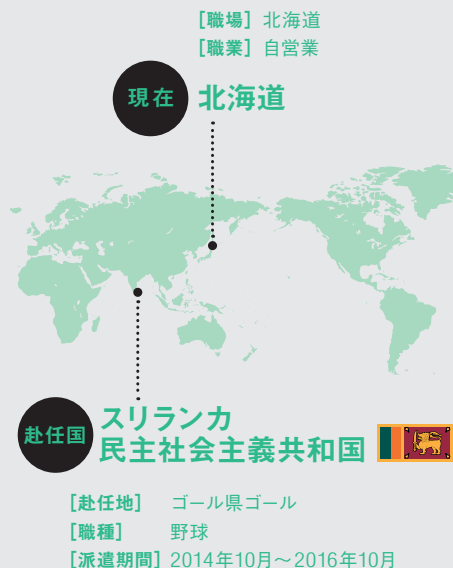 [職場] 北海道
[職業] 自営業
現在 北海道
赴任国 スリランカ
民主社会主義共和国
[赴任地] ゴール県ゴール
[職種] 野球
[派遣期間] 2014年10月〜2016年10月